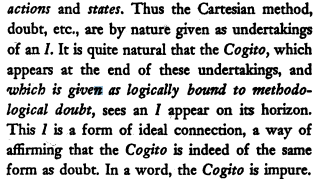 actions and states. Thus the Cartesian method,
doubt, etc., are by nature given as undertakings
of an I. It is quite natural that the Cogito, which
appears at the end of these undertakings, and
which is given as logically bound to methodo-
logical doubt, sees an I appear on its horizon.
This I is a form of ideal connection, a way of
affirming that the Cogito is indeed of the same
form as doubt. In a word, the Cogito is impure.